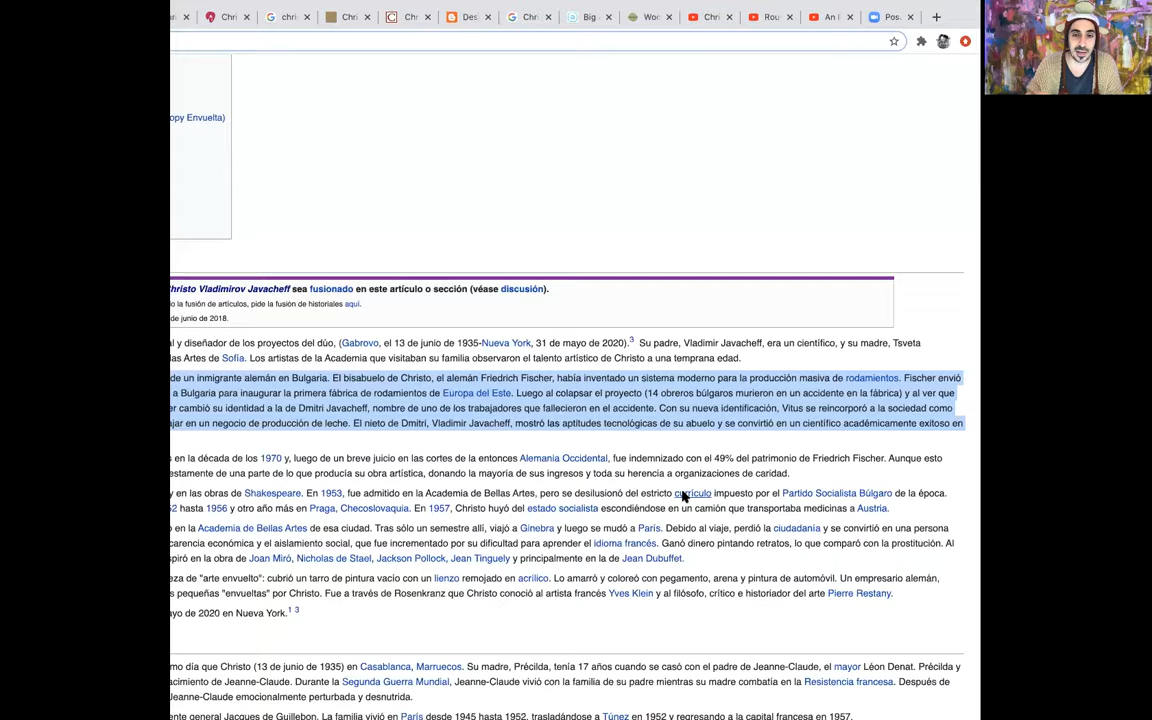 Chri
chri
Chri
Chr
Des
Chri
Big
Woo
Chri
Rou
An I
Pos
opy Envuelta)
Christo Vladimirov Javacheff sea fusionado en este artículo o sección (véase discusión).
lo la fusión de artículos, pide la fusión de historiales aquí.
de junio de 2018.
al y diseñador de los proyectos del dúo, (Gabrovo, el 13 de junio de 1935-Nueva York, 31 de mayo de 2020).3 Su padre, Vladimir Javacheff, era un científico, y su madre, Tsveta
las Artes de Sofía. Los artistas de la Academia que visitaban su familia observaron el talento artístico de Christo a una temprana edad.
de un inmigrante alemán en Bulgaria. El bisabuelo de Christo, el alemán Friedrich Fischer, había inventado un sistema moderno para la producción masiva de rodamientos. Fischer envió
a Bulgaria para inaugurar la primera fábrica de rodamientos de Europa del Este. Luego al colapsar el proyecto (14 obreros búlgaros murieron en un accidente en la fábrica) y al ver que
er cambió su identidad a la de Dmitri Javacheff, nombre de uno de los trabajadores que fallecieron en el accidente. Con su nueva identificación, Vitus se reincorporó a la sociedad como
ajar en un negocio de producción de leche. El nieto de Dmitri, Vladimir Javacheff, mostró las aptitudes tecnológicas de su abuelo y se convirtió en un científico académicamente exitoso en
s en la década de los 1970 y, luego de un breve juicio en las cortes de la entonces Alemania Occidental, fue indemnizado con el 49% del patrimonio de Friedrich Fischer. Aunque esto
estamente de una parte de lo que producía su obra artística, donando la mayoría de sus ingresos y toda su herencia a organizaciones de caridad.
y en las obras de Shakespeare. En 1953, fue admitido en la Academia de Bellas Artes, pero se desilusionó del estricto currículo impuesto por el Partido Socialista Búlgaro de la época.
52 hasta 1956 y otro año más en Praga, Checoslovaquia. En 1957, Christo huyó del estado socialista escondiéndose en un camión que transportaba medicinas a Austria.
o en la Academia de Bellas Artes de esa ciudad. Tras sólo un semestre allí, viajó a Ginebra y luego se mudó a París. Debido al viaje, perdió la ciudadanía y se convirtió en una persona
carencia económica y el aislamiento social, que fue incrementado por su dificultad para aprender el idioma francés. Ganó dinero pintando retratos, lo que comparó con la prostitución. Al
spiró en la obra de Joan Miró, Nicholas de Stael, Jackson Pollock, Jean Tinguely y principalmente en la de Jean Dubuffet.
eza de "arte envuelto": cubrió un tarro de pintura vacío con un lienzo remojado en acrílico. Lo amarró y coloreó con pegamento, arena y pintura de automóvil. Un empresario alemán,
s pequeñas "envueltas" por Christo. Fue a través de Rosenkranz que Christo conoció al artista francés Yves Klein y al filósofo, crítico e historiador del arte Pierre Restany.
ayo de 2020 en Nueva York.1 3
mo día que Christo (13 de junio de 1935) en Casablanca, Marruecos. Su madre, Précilda, tenía 17 años cuando se casó con el padre de Jeanne-Claude, el mayor Léon Denat. Précilda y
acimiento de Jeanne-Claude. Durante la Segunda Guerra Mundial, Jeanne-Claude vivió con la familia de su padre mientras su madre combatía en la Resistencia francesa. Después de
Jeanne-Claude emocionalmente perturbada y desnutrida.
ente general Jacques de Guillebon. La familia vivió en París desde 1945 hasta 1952, trasladándose a Túnez en 1952 y regresando a la capital francesa en 1957.